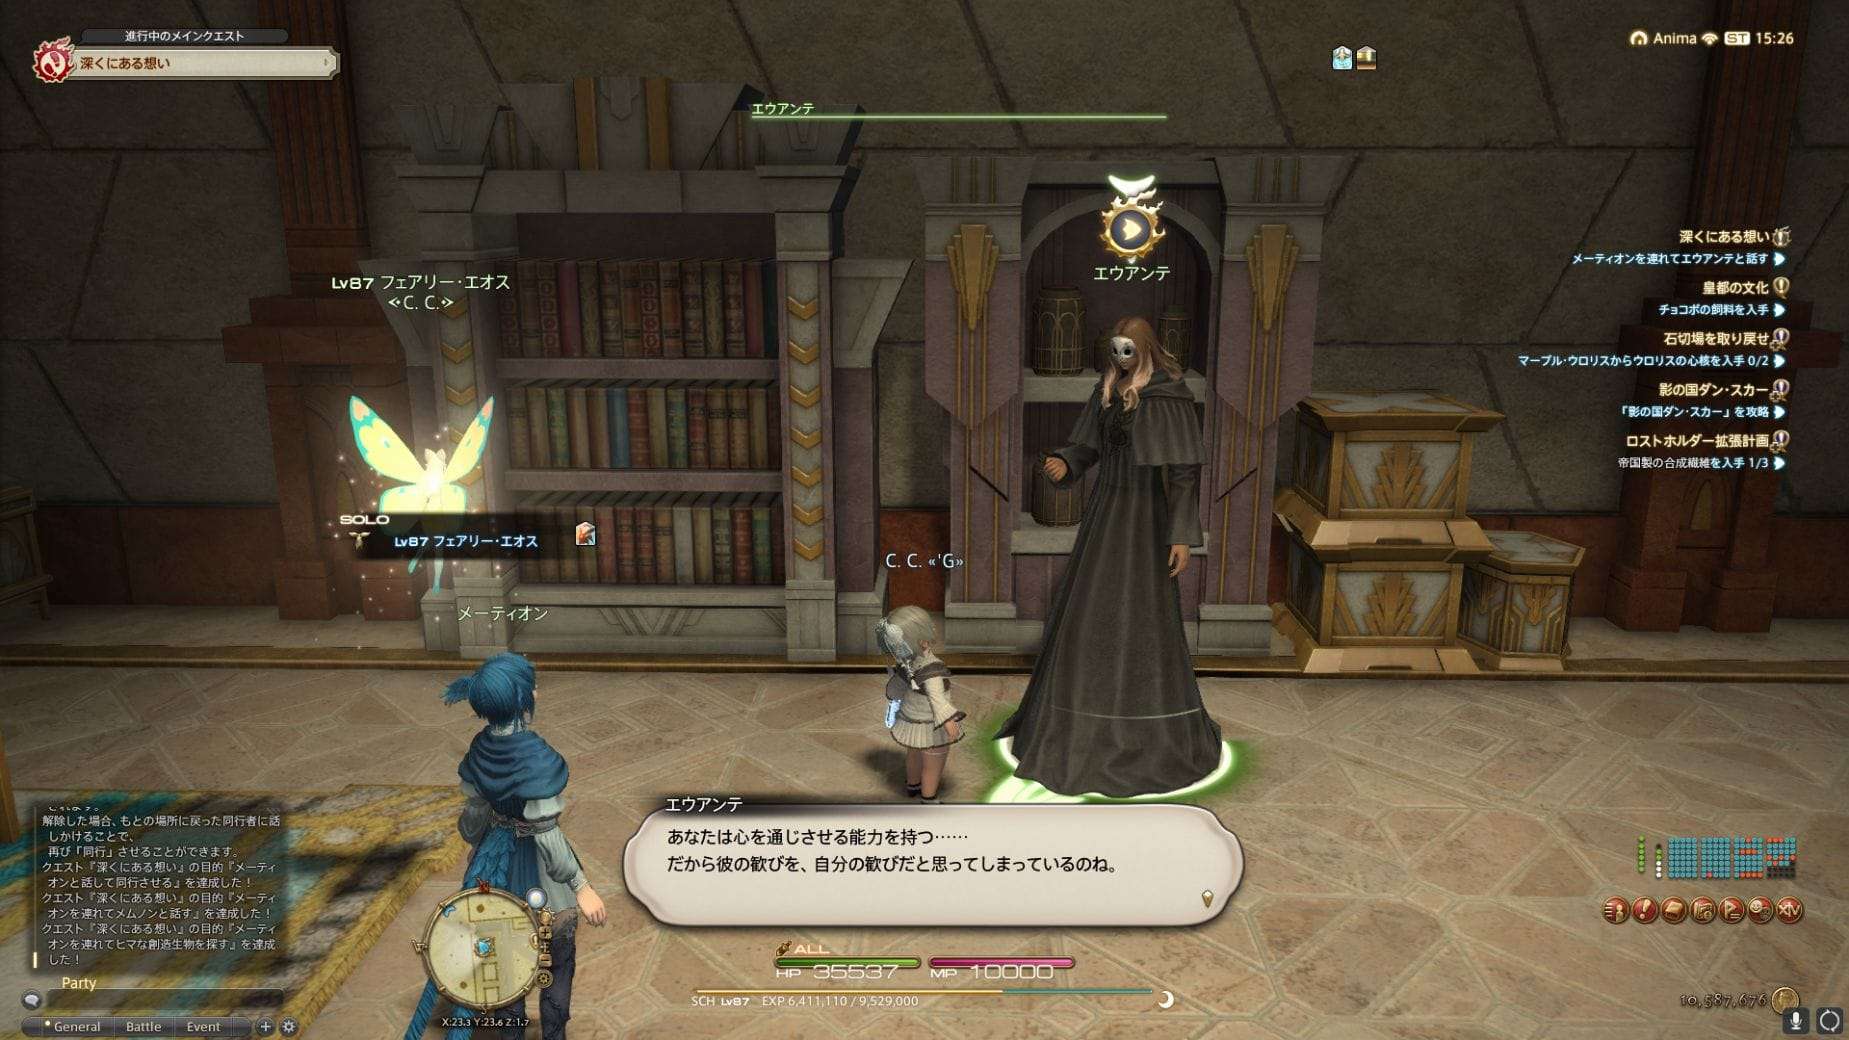 進行中のメインクエスト
深くにある想い
Anima ST 15:26
エウアンテ
エウアンテ
Lv87 フェアリー・エオス
«C. C.»
深くにある想い
メーティオンを連れてエウアンテと話す
皇都の文化
チョコボの飼料を入手
石切場を取り戻せ
マーブル・ウロリスからウロリスの心核を入手 0/2
影の国ダン・スカー
「影の国ダン・スカー」を攻略
ロストホルダー拡張計画
帝国製の合成繊維を入手 1/3
SOLO
Lv87 フェアリー・エオス
C. C. «'G»
メーティオン
エウアンテ
あなたは心を通じさせる能力を持つ……
だから彼の歓びを、自分の歓びだと思ってしまっているのね。
解除した場合、もとの場所に戻った同行者に話
しかけることで、
再び「同行」させることができます。
クエスト『深くにある想い』の目的『メーティ
オンと話して同行させる』を達成した！
クエスト『深くにある想い』の目的『メーティ
オンを連れてメムノンと話す』を達成した！
クエスト『深くにある想い』の目的『メーティ
オンを連れてヒマな創造生物を探す』を達成
した！
Party
General Battle Event
X:23.3 Y:23.6 Z:1.7
ALL
HP 35537 MP 10000
SCH Lv87 EXP 6,411,110 / 9,529,000
XIV
10,587,676